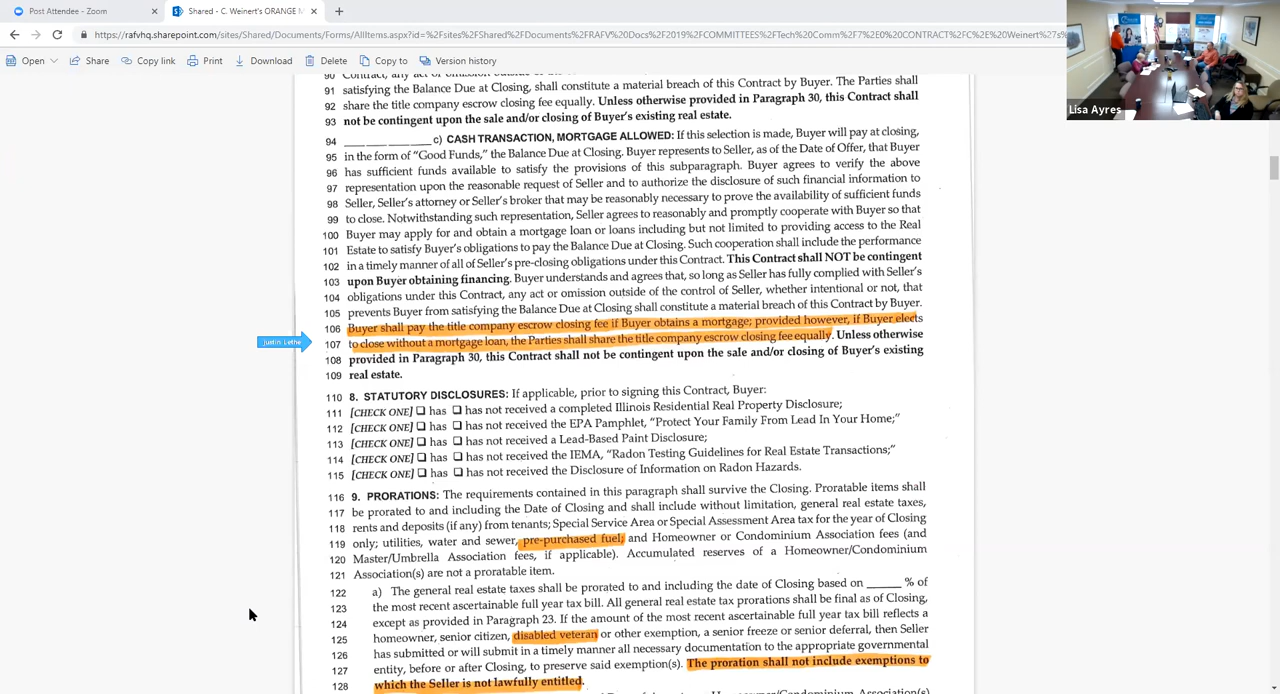 Post Attendee - Zoom
Shared - C. Weinert's ORANGE M
https://rafvhq.sharepoint.com/sites/Shared/Documents/Forms/AllItems.aspx?id=%2Fsites%2FShared%2FDocuments%2FRAFV%20Docs%2F2019%2FCOMMITTEES%2FTech%20Comm%2F7%2E0%20CONTRACT%2FC%2E%20Weinert%27s%
Open
Share
Copy link
Print
Download
Delete
Copy to
Version history
Lisa Ayres
90 Contract, any act or omission outside of the
91 satisfying the Balance Due at Closing, shall constitute a material breach of this Contract by Buyer. The Parties shall
92 share the title company escrow closing fee equally. Unless otherwise provided in Paragraph 30, this Contract shall
93 not be contingent upon the sale and/or closing of Buyer's existing real estate.
94 ______ ______ c) CASH TRANSACTION, MORTGAGE ALLOWED: If this selection is made, Buyer will pay at closing,
95 in the form of "Good Funds," the Balance Due at Closing. Buyer represents to Seller, as of the Date of Offer, that Buyer
96 has sufficient funds available to satisfy the provisions of this subparagraph. Buyer agrees to verify the above
97 representation upon the reasonable request of Seller and to authorize the disclosure of such financial information to
98 Seller, Seller's attorney or Seller's broker that may be reasonably necessary to prove the availability of sufficient funds
99 to close. Notwithstanding such representation, Seller agrees to reasonably and promptly cooperate with Buyer so that
100 Buyer may apply for and obtain a mortgage loan or loans including but not limited to providing access to the Real
101 Estate to satisfy Buyer's obligations to pay the Balance Due at Closing. Such cooperation shall include the performance
102 in a timely manner of all of Seller's pre-closing obligations under this Contract. This Contract shall NOT be contingent
103 upon Buyer obtaining financing. Buyer understands and agrees that, so long as Seller has fully complied with Seller's
104 obligations under this Contract, any act or omission outside of the control of Seller, whether intentional or not, that
105 prevents Buyer from satisfying the Balance Due at Closing shall constitute a material breach of this Contract by Buyer.
106 Buyer shall pay the title company escrow closing fee if Buyer obtains a mortgage; provided however, if Buyer elects
107 to close without a mortgage loan, the Parties shall share the title company escrow closing fee equally. Unless otherwise
108 provided in Paragraph 30, this Contract shall not be contingent upon the sale and/or closing of Buyer's existing
109 real estate.
110 8. STATUTORY DISCLOSURES: If applicable, prior to signing this Contract, Buyer:
111 [CHECK ONE] ❑ has ❑ has not received a completed Illinois Residential Real Property Disclosure;
112 [CHECK ONE] ❑ has ❑ has not received the EPA Pamphlet, "Protect Your Family From Lead In Your Home;"
113 [CHECK ONE] ❑ has ❑ has not received a Lead-Based Paint Disclosure;
114 [CHECK ONE] ❑ has ❑ has not received the IEMA, "Radon Testing Guidelines for Real Estate Transactions;"
115 [CHECK ONE] ❑ has ❑ has not received the Disclosure of Information on Radon Hazards.
116 9. PRORATIONS: The requirements contained in this paragraph shall survive the Closing. Proratable items shall
117 be prorated to and including the Date of Closing and shall include without limitation, general real estate taxes,
118 rents and deposits (if any) from tenants; Special Service Area or Special Assessment Area tax for the year of Closing
119 only; utilities, water and sewer, pre-purchased fuel; and Homeowner or Condominium Association fees (and
120 Master/Umbrella Association fees, if applicable). Accumulated reserves of a Homeowner/Condominium
121 Association(s) are not a proratable item.
122 a) The general real estate taxes shall be prorated to and including the date of Closing based on ______ % of
123 the most recent ascertainable full year tax bill. All general real estate tax prorations shall be final as of Closing,
124 except as provided in Paragraph 23. If the amount of the most recent ascertainable full year tax bill reflects a
125 homeowner, senior citizen, disabled veteran or other exemption, a senior freeze or senior deferral, then Seller
126 has submitted or will submit in a timely manner all necessary documentation to the appropriate governmental
127 entity, before or after Closing, to preserve said exemption(s). The proration shall not include exemptions to
128 which the Seller is not lawfully entitled.